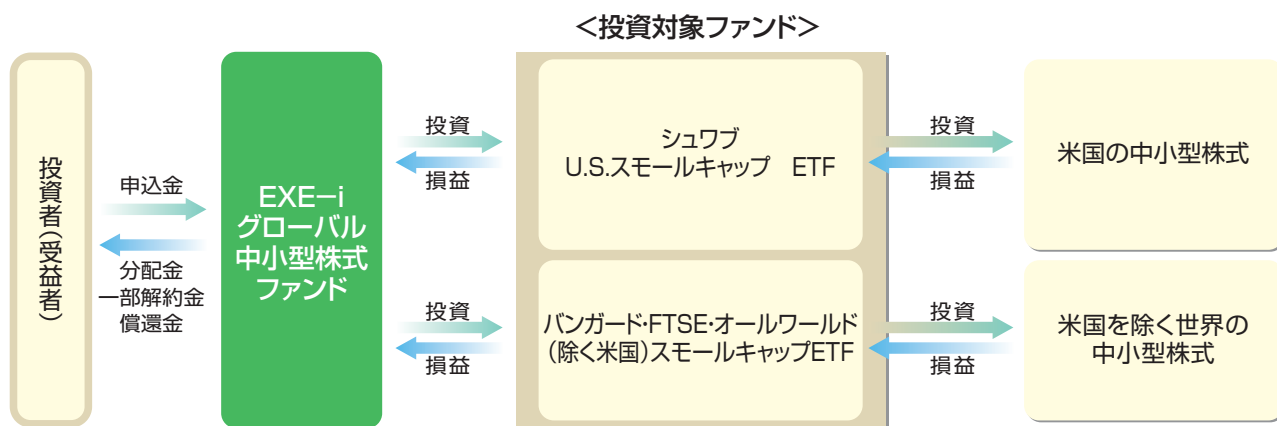 <投資対象ファンド>
投資者(受益者)
申込金
分配金
一部解約金
償還金
EXE-i
グローバル
中小型株式
ファンド
投資
損益
シュワブ
U.S.スモールキャップ　ETF
投資
損益
米国の中小型株式
投資
損益
バンガード・FTSE・オールワールド
(除く米国)スモールキャップETF
投資
損益
米国を除く世界の
中小型株式